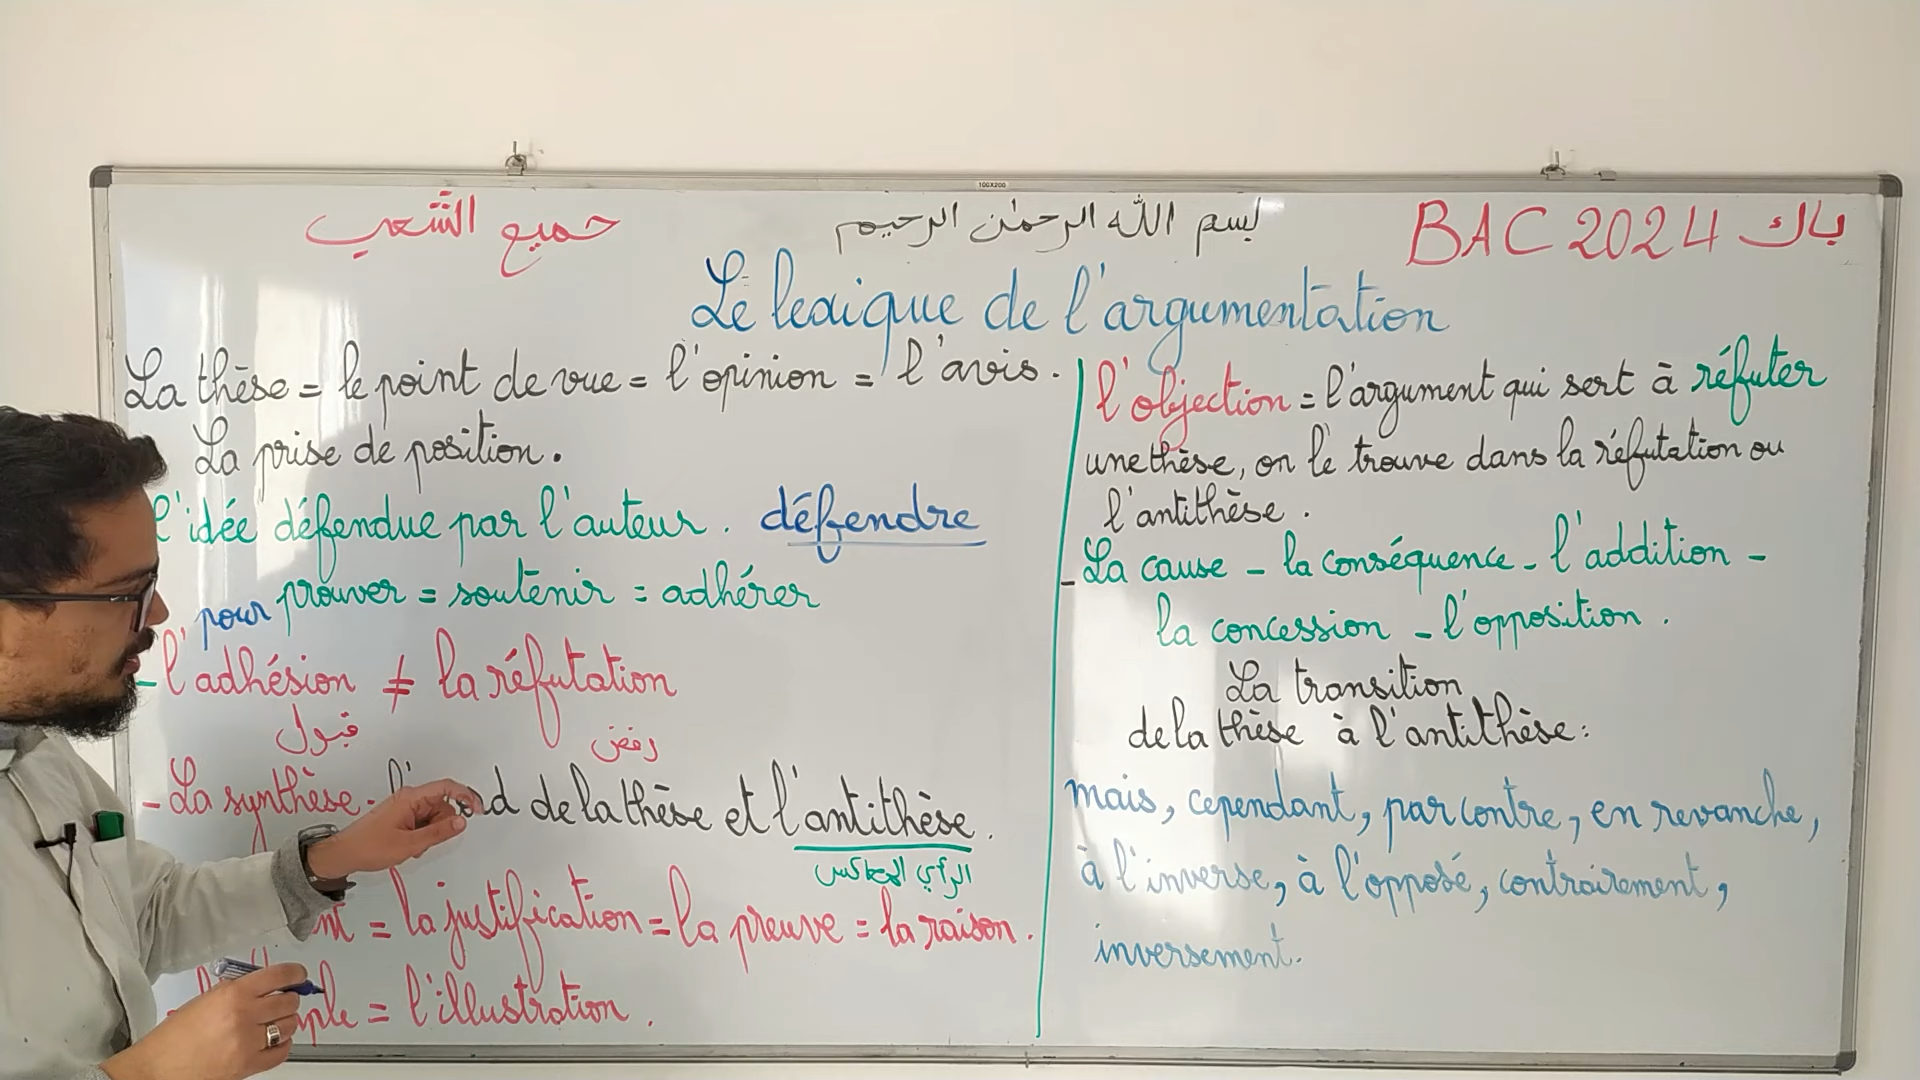 جميع الشعب
بسم الله الرحمٰن الرحيم
BAC 2024 باك
Le lexique de l'argumentation
La thèse = le point de vue = l'opinion = l'avis.
La prise de position.
l'idée défendue par l'auteur. défendre
pour prouver = soutenir = adhérer
- l'adhésion ≠ la réfutation
قبول رفض
- La synthèse - de la thèse et l'antithèse.
الرأي المعاكس
= la justification = la preuve = la raison.
= l'illustration.
l'objection = l'argument qui sert à réfuter
une thèse, on le trouve dans la réfutation ou
l'antithèse.
- La cause - la conséquence - l'addition -
la concession - l'opposition.
La transition
de la thèse à l'antithèse:
mais, cependant, par contre, en revanche,
à l'inverse, à l'opposé, contrairement,
inversement.
100X200